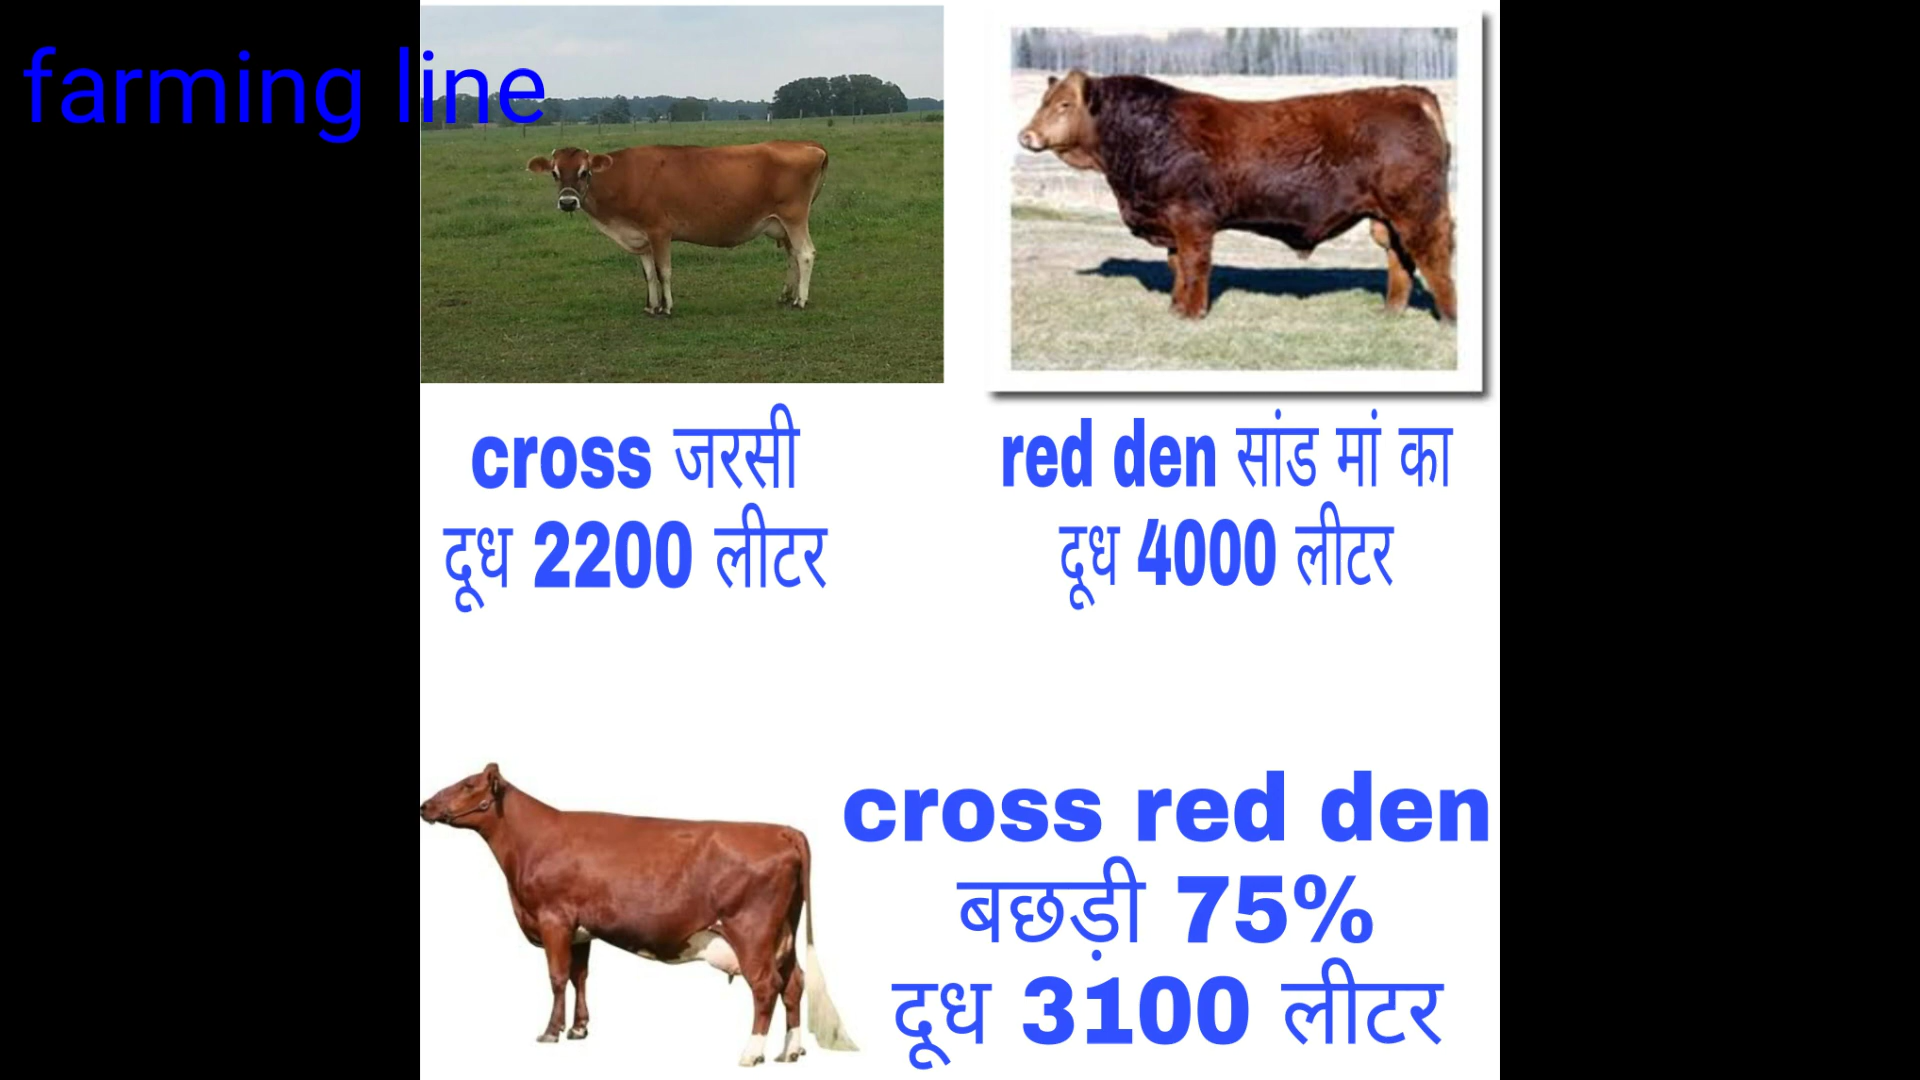 farming line
cross जरसी
दूध 2200 लीटर
red den सांड मां का
दूध 4000 लीटर
cross red den
बछड़ी 75%
दूध 3100 लीटर